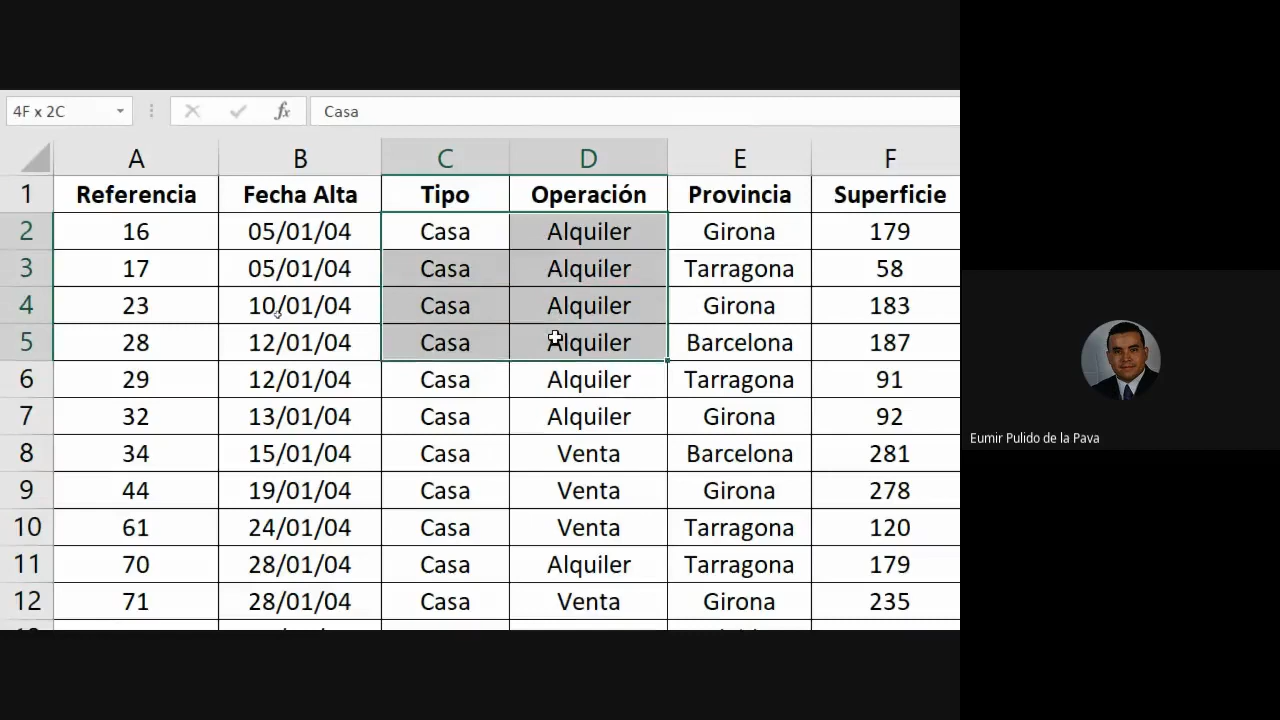 4F x 2C fx Casa
A B C D E F
1 Referencia Fecha Alta Tipo Operación Provincia Superficie
2 16 05/01/04 Casa Alquiler Girona 179
3 17 05/01/04 Casa Alquiler Tarragona 58
4 23 10/01/04 Casa Alquiler Girona 183
5 28 12/01/04 Casa Alquiler Barcelona 187
6 29 12/01/04 Casa Alquiler Tarragona 91
7 32 13/01/04 Casa Alquiler Girona 92
8 34 15/01/04 Casa Venta Barcelona 281
9 44 19/01/04 Casa Venta Girona 278
10 61 24/01/04 Casa Venta Tarragona 120
11 70 28/01/04 Casa Alquiler Tarragona 179
12 71 28/01/04 Casa Venta Girona 235
Eumir Pulido de la Pava